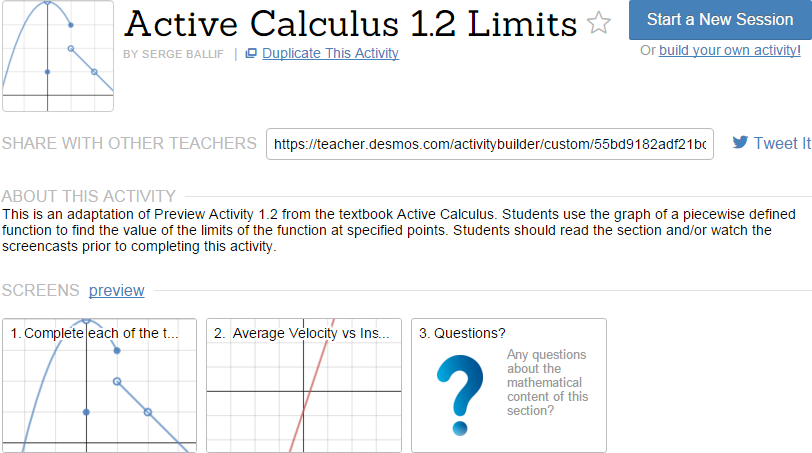 Active Calculus 1.2 Limits
Start a New Session
BY SERGE BALLIF | Duplicate This Activity
Or build your own activity!
SHARE WITH OTHER TEACHERS
https://teacher.desmos.com/activitybuilder/custom/55bd9182adf21bc
Tweet It
ABOUT THIS ACTIVITY
This is an adaptation of Preview Activity 1.2 from the textbook Active Calculus. Students use the graph of a piecewise defined
function to find the value of the limits of the function at specified points. Students should read the section and/or watch the
screencasts prior to completing this activity.
SCREENS preview
1. Complete each of the t...
2. Average Velocity vs Ins...
3. Questions?
Any questions
about the
mathematical
content of this
section?